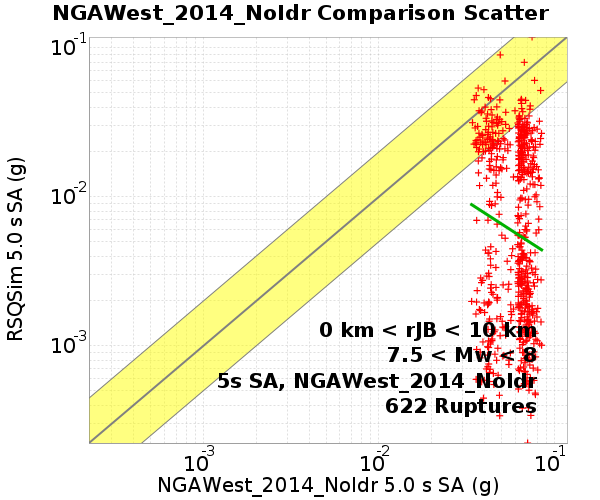 NGAWest_2014_NoIdr Comparison Scatter
10-1
10-2
10-3
RSQSim 5.0 s SA (g)
0 km < rJB < 10 km
7.5 < Mw < 8
5s SA, NGAWest_2014_NoIdr
622 Ruptures
10-3 10-2 10-1
NGAWest_2014_NoIdr 5.0 s SA (g)